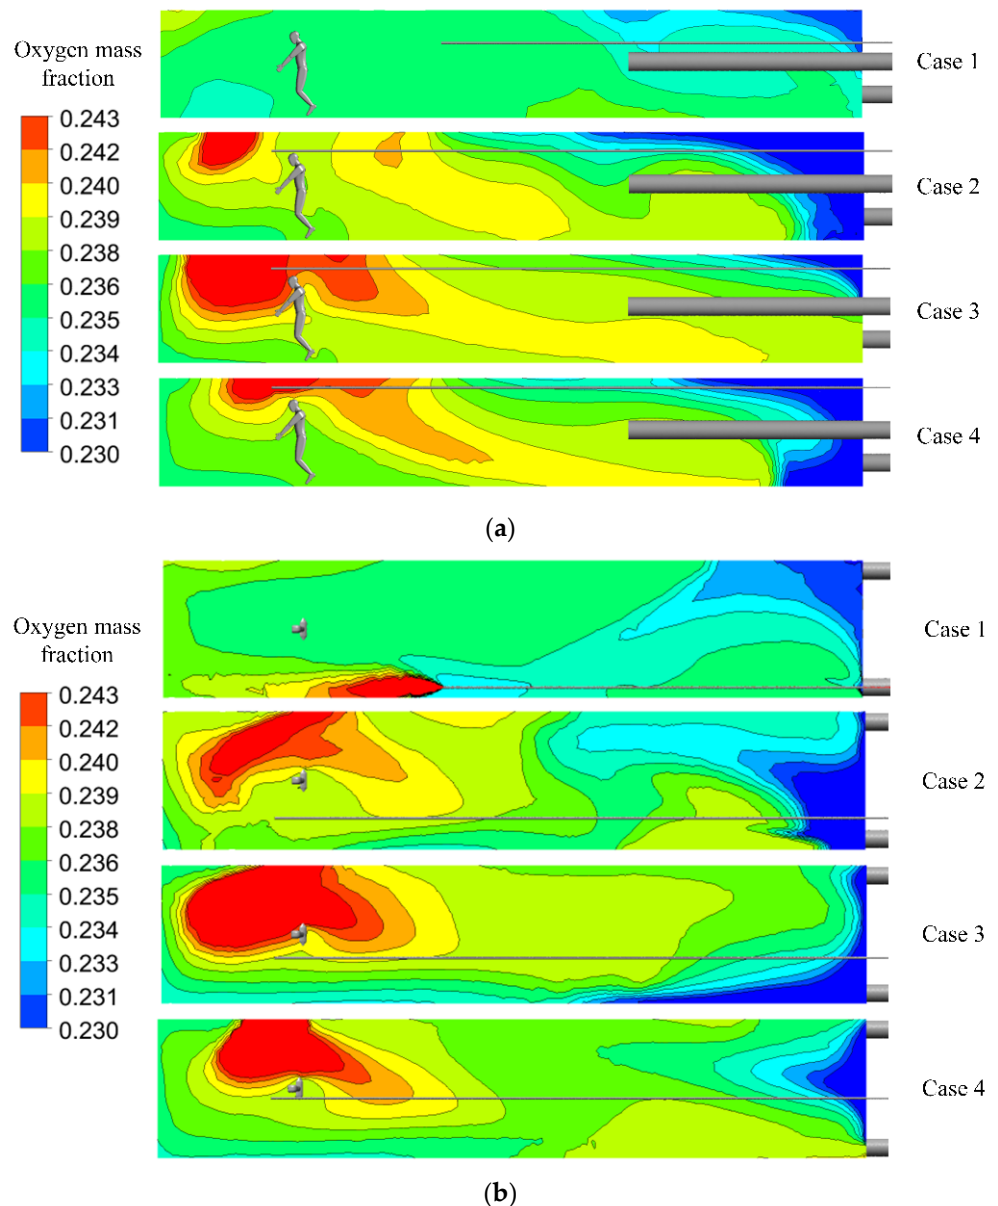 Oxygen mass
fraction
0.243
0.242
0.240
0.239
0.238
0.236
0.235
0.234
0.233
0.231
0.230
Case 1
Case 2
Case 3
Case 4
(a)
Oxygen mass
fraction
0.243
0.242
0.240
0.239
0.238
0.236
0.235
0.234
0.233
0.231
0.230
Case 1
Case 2
Case 3
Case 4
(b)